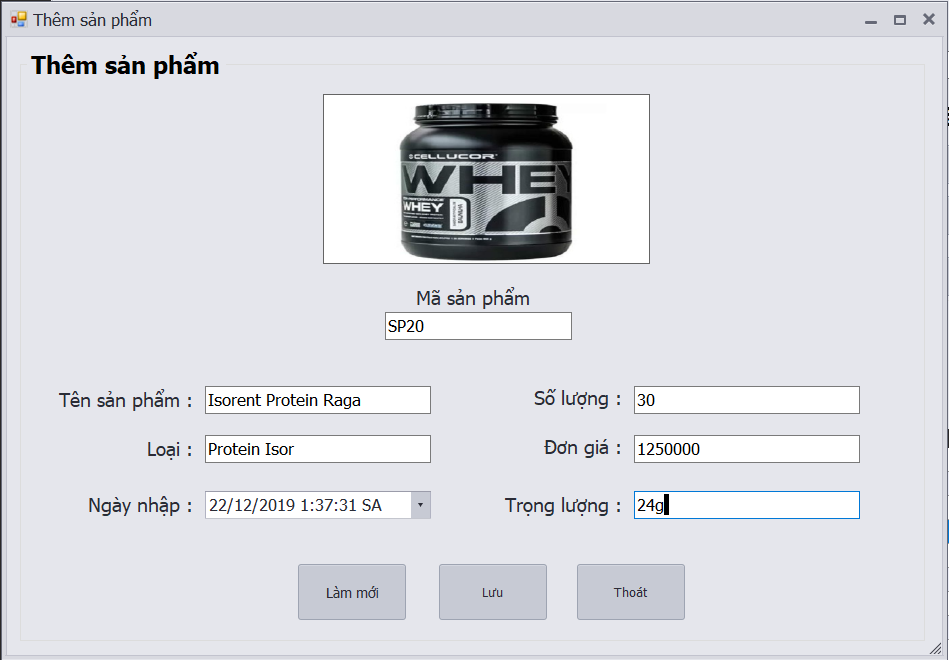 Thêm sản phẩm
Thêm sản phẩm
CELLUCOR
WHEY
WHEY
Mã sản phẩm
SP20
Tên sản phẩm : Isorent Protein Raga
Số lượng : 30
Loại : Protein Isor
Đơn giá : 1250000
Ngày nhập : 22/12/2019 1:37:31 SA
Trọng lượng : 24g
Làm mới
Lưu
Thoát